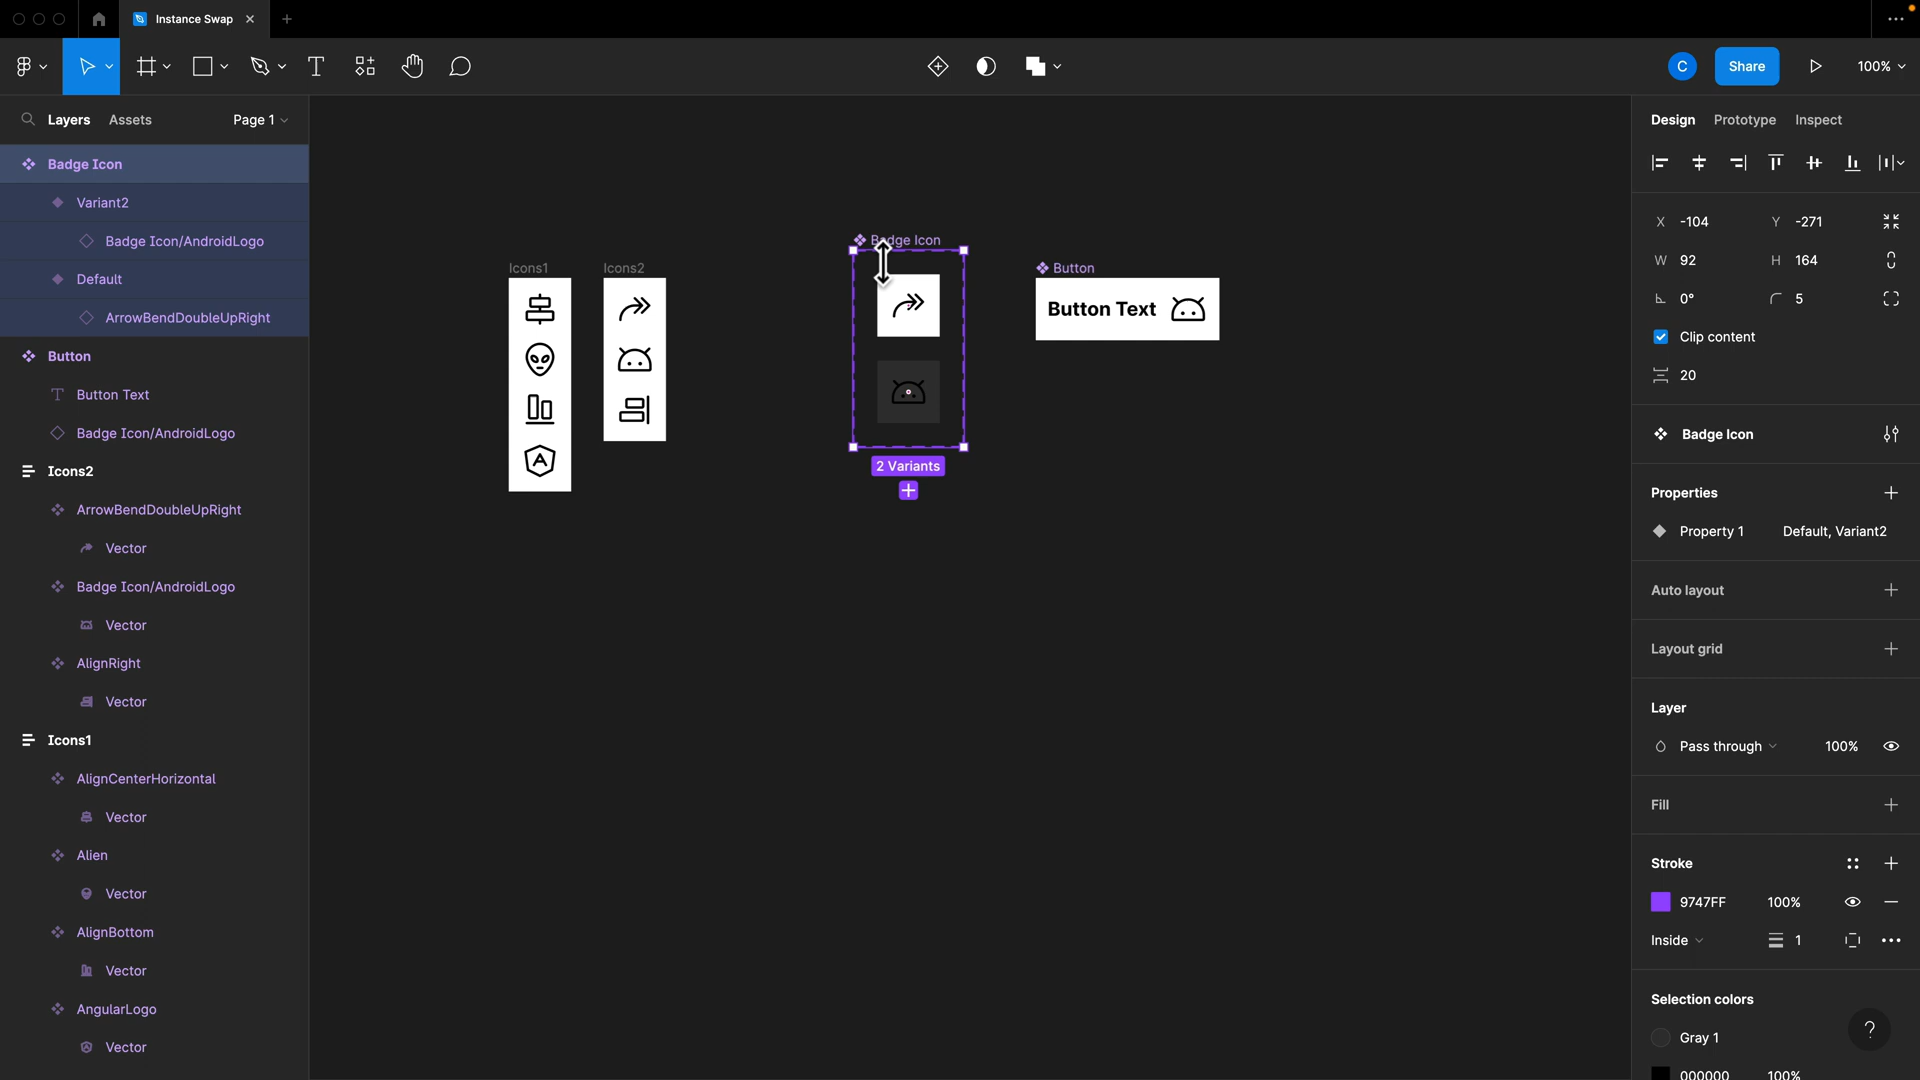 Instance Swap
C
Share
100%
Layers
Assets
Page 1
Design
Prototype
Inspect
Badge Icon
Variant2
Badge Icon/AndroidLogo
Default
ArrowBendDoubleUpRight
Button
Button Text
Badge Icon/AndroidLogo
Icons2
ArrowBendDoubleUpRight
Vector
Badge Icon/AndroidLogo
Vector
AlignRight
Vector
Icons1
AlignCenterHorizontal
Vector
Alien
Vector
AlignBottom
Vector
AngularLogo
Vector
Icons1
Icons2
Badge Icon
2 Variants
Button
Button Text
X -104
Y -271
W 92
H 164
0°
5
Clip content
20
Badge Icon
Properties
Property 1
Default, Variant2
Auto layout
Layout grid
Layer
Pass through
100%
Fill
Stroke
9747FF
100%
Inside
1
Selection colors
Gray 1
?
000000
100%